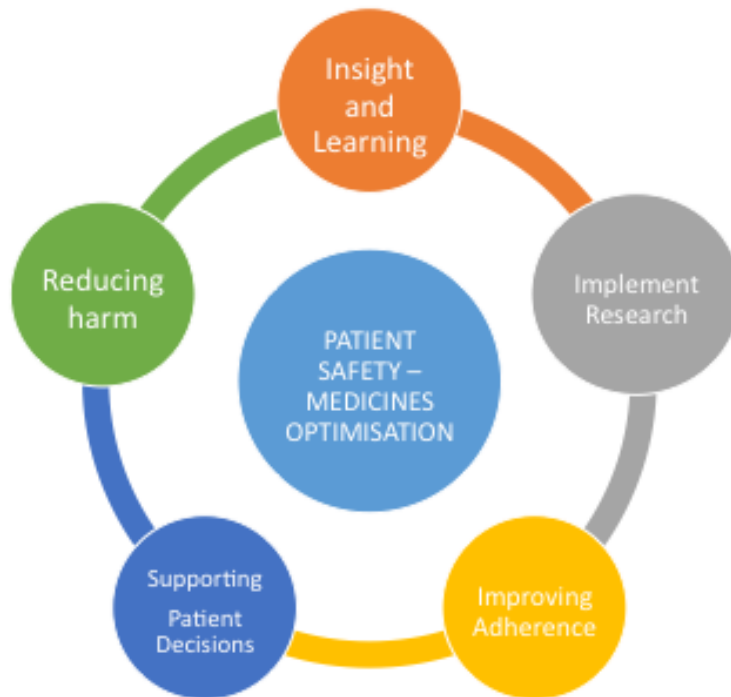 Insight
and
Learning
Implement
Research
Improving
Adherence
Supporting
Patient
Decisions
Reducing
harm
PATIENT
SAFETY –
MEDICINES
OPTIMISATION